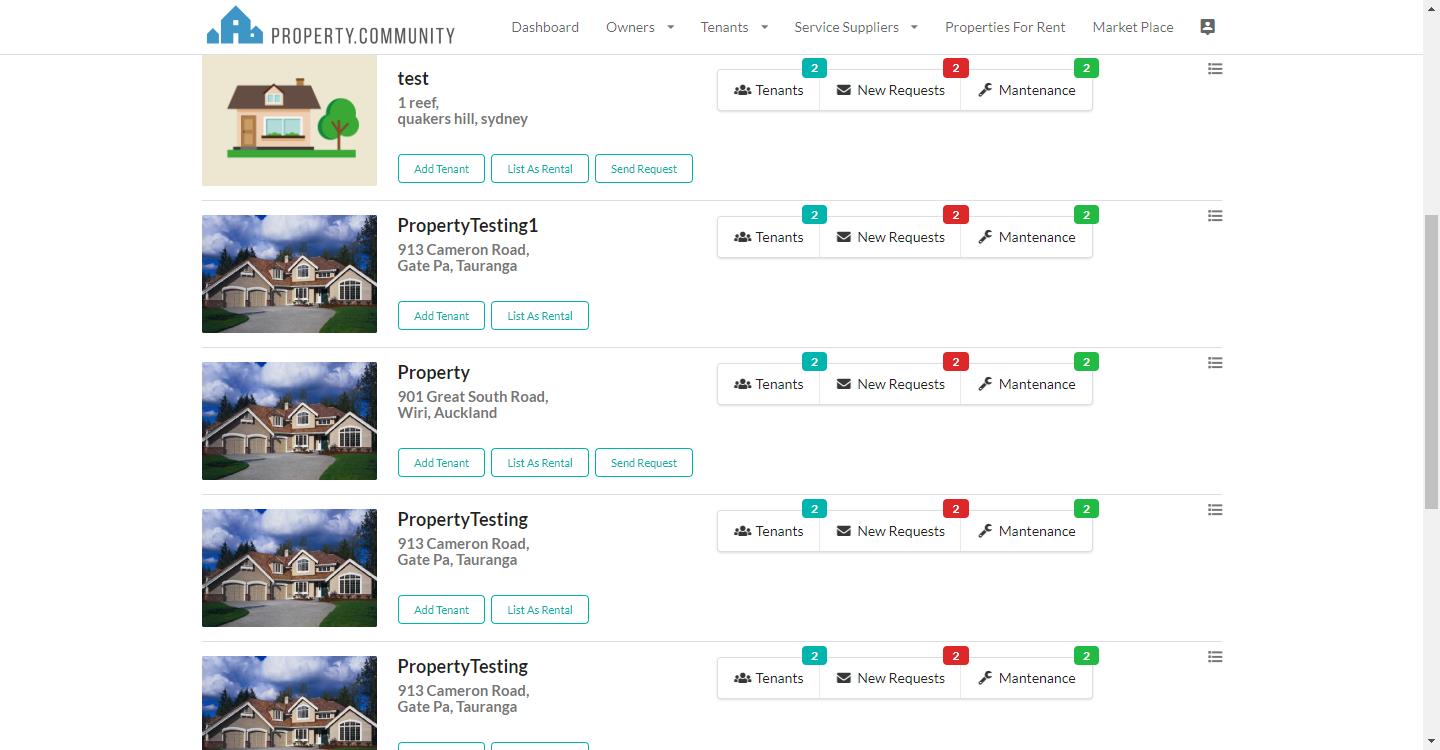 PROPERTY.COMMUNITY Dashboard Owners Tenants Service Suppliers Properties For Rent Market Place
test
1 reef,
quakers hill, sydney
2 2 2
Tenants New Requests Mantenance
Add Tenant List As Rental Send Request
PropertyTesting1
913 Cameron Road,
Gate Pa, Tauranga
2 2 2
Tenants New Requests Mantenance
Add Tenant List As Rental
Property
901 Great South Road,
Wiri, Auckland
2 2 2
Tenants New Requests Mantenance
Add Tenant List As Rental Send Request
PropertyTesting
913 Cameron Road,
Gate Pa, Tauranga
2 2 2
Tenants New Requests Mantenance
Add Tenant List As Rental
PropertyTesting
913 Cameron Road,
Gate Pa, Tauranga
2 2 2
Tenants New Requests Mantenance